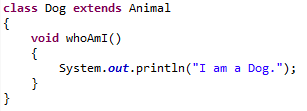 class Dog extends Animal
{
    void whoAmI()
    {
        System.out.println("I am a Dog.");
    }
}